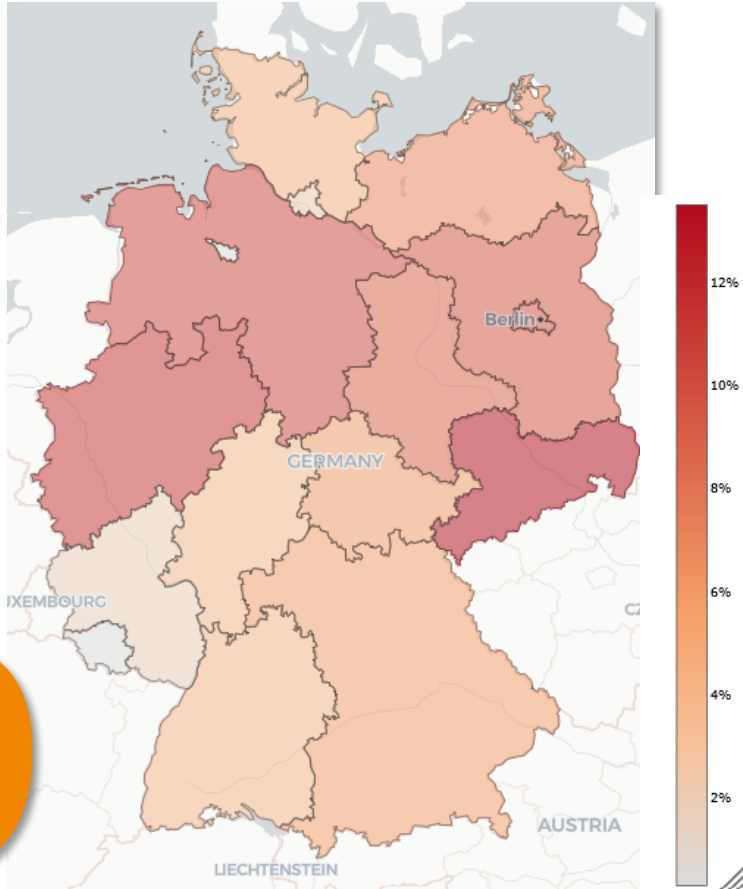 12%
Berlin
10%
GERMANY
8%
UXEMBOURG
6%
CZ
4%
2%
AUSTRIA
LIECHTENSTEIN